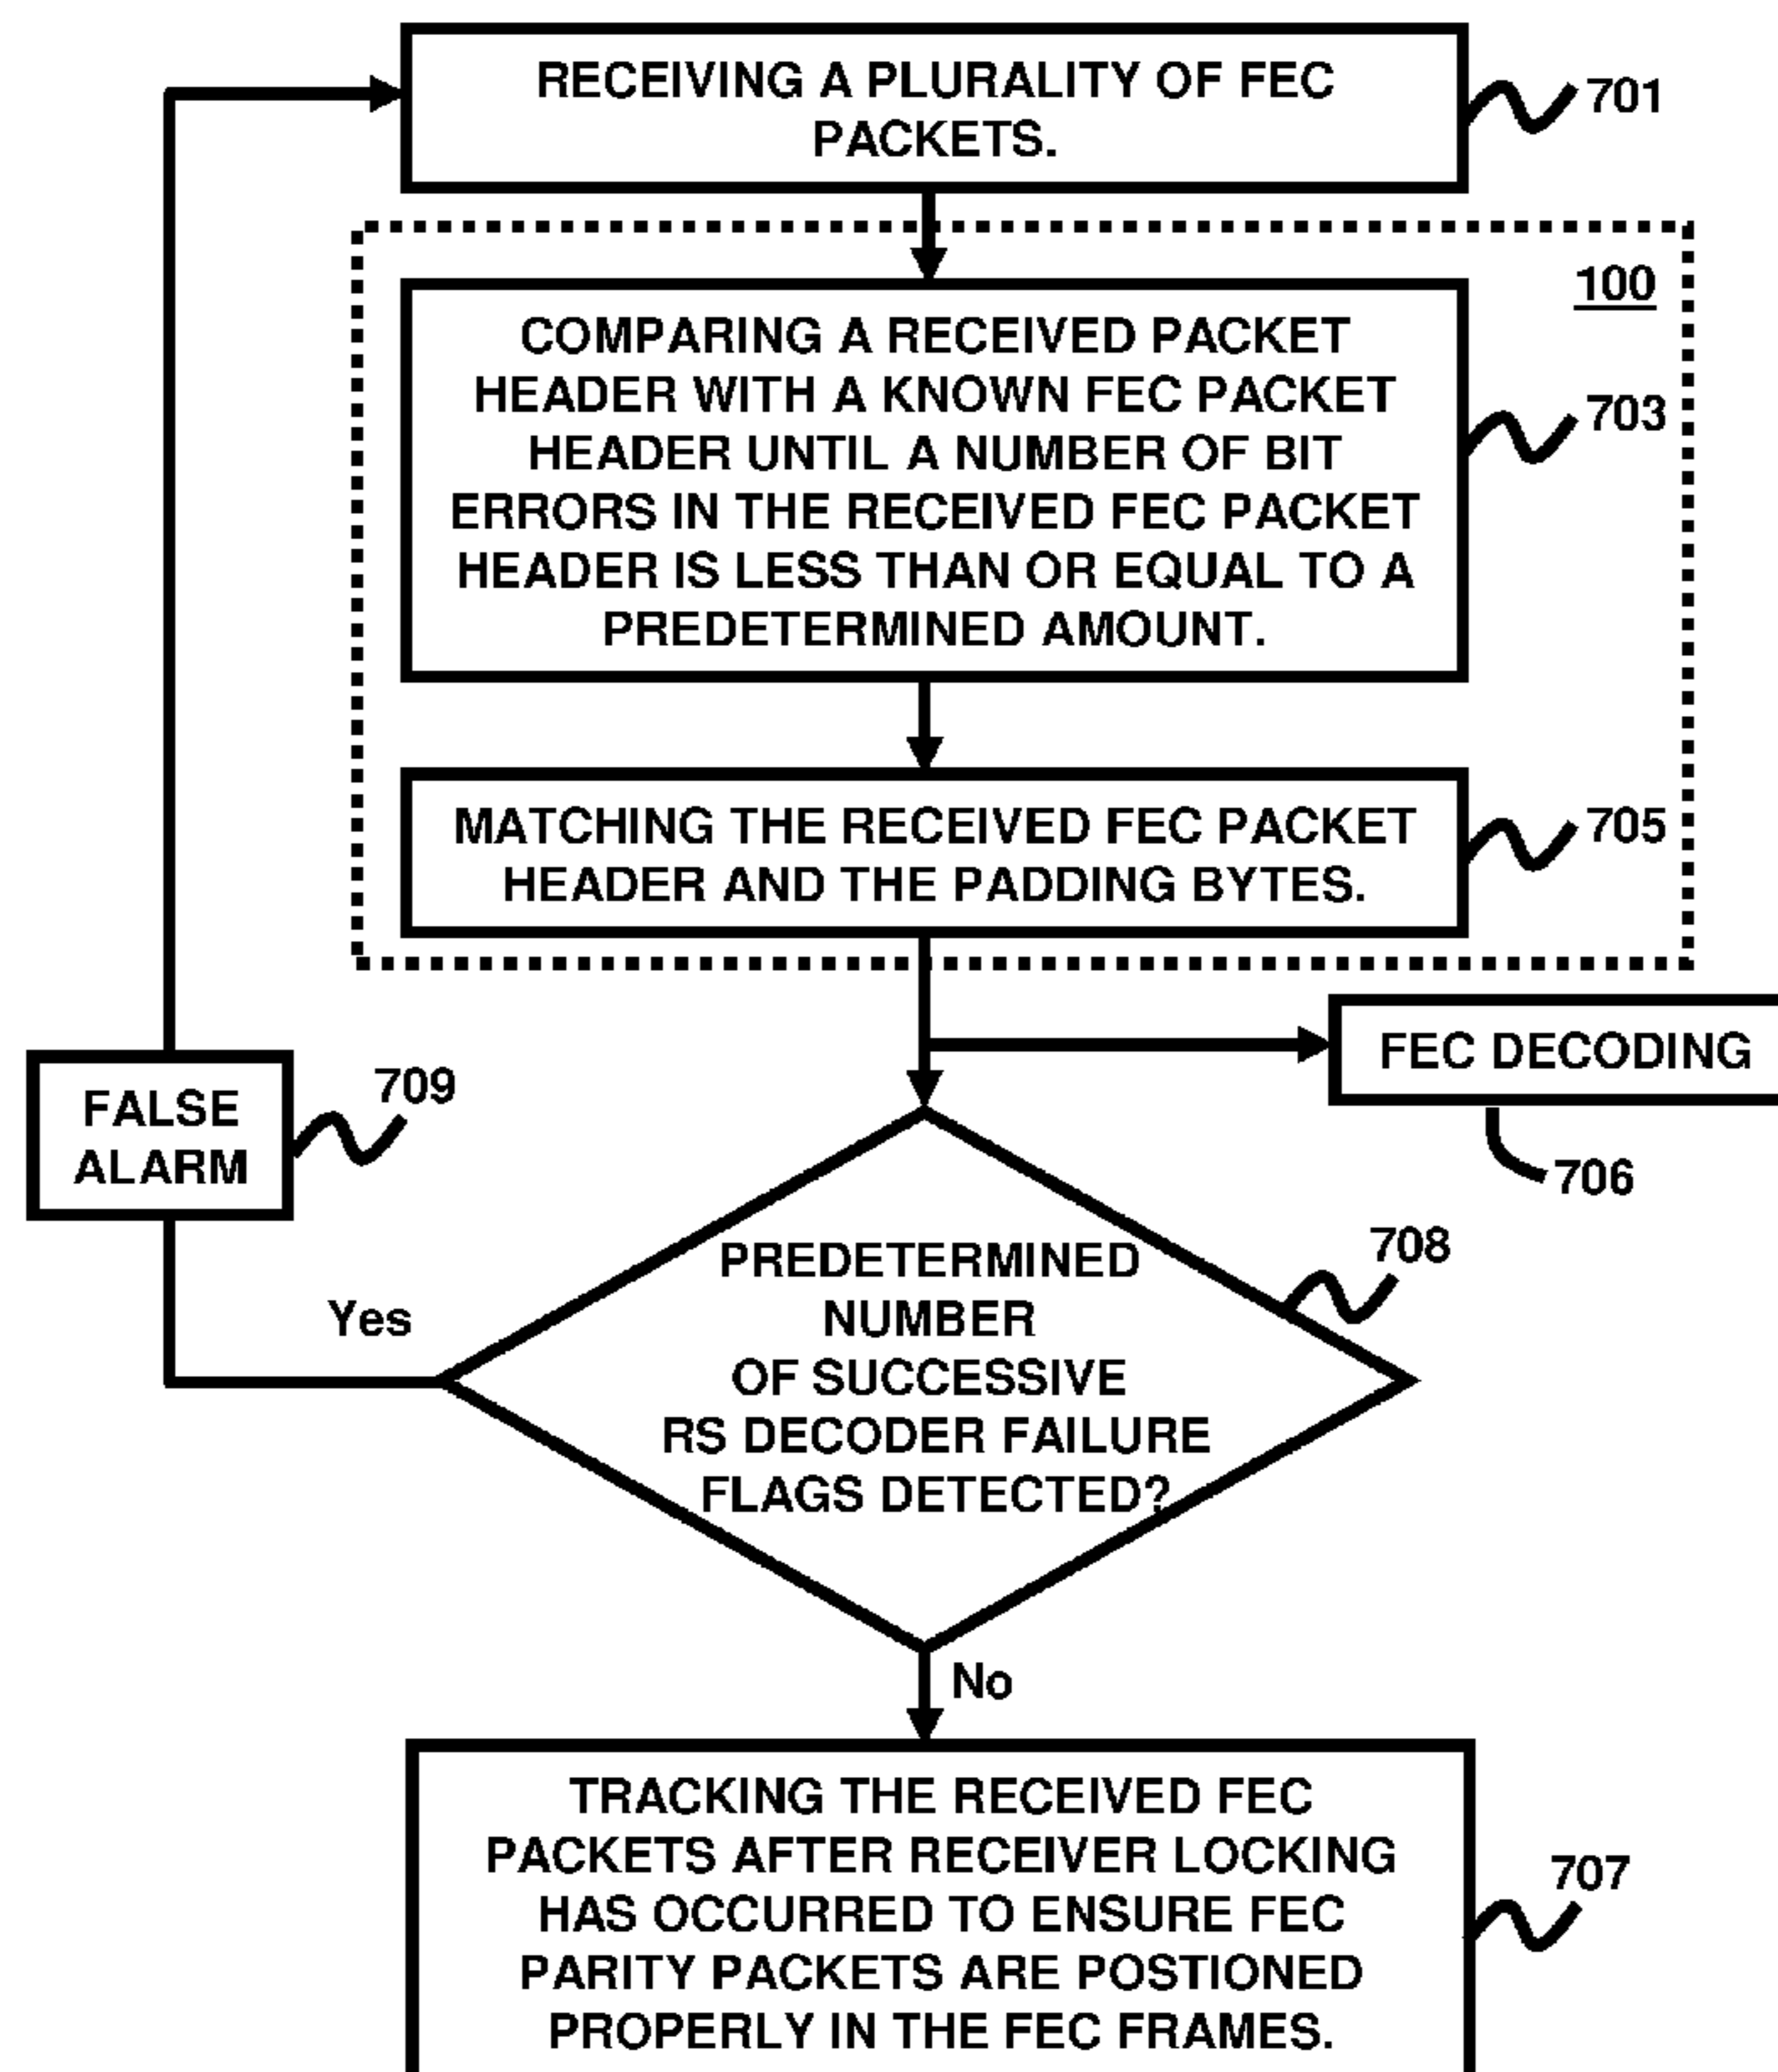 RECEIVING A PLURALITY OF FEC
PACKETS.
701
100
COMPARING A RECEIVED PACKET
HEADER WITH A KNOWN FEC PACKET
HEADER UNTIL A NUMBER OF BIT
ERRORS IN THE RECEIVED FEC PACKET
HEADER IS LESS THAN OR EQUAL TO A
PREDETERMINED AMOUNT.
703
MATCHING THE RECEIVED FEC PACKET
HEADER AND THE PADDING BYTES.
705
FEC DECODING
706
FALSE
ALARM
709
PREDETERMINED
NUMBER
OF SUCCESSIVE
RS DECODER FAILURE
FLAGS DETECTED?
708
Yes
No
TRACKING THE RECEIVED FEC
PACKETS AFTER RECEIVER LOCKING
HAS OCCURRED TO ENSURE FEC
PARITY PACKETS ARE POSTIONED
PROPERLY IN THE FEC FRAMES.
707